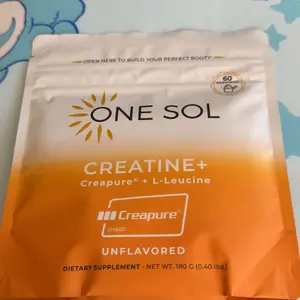 OPEN HERE TO BUILD YOUR PERFECT BOOTY!
60
SERVINGS
ONE SOL
CREATINE+
Creapure® + L-Leucine
Creapure®
UNFLAVORED
DIETARY SUPPLEMENT • NET WT. 180 G (0.40 lbs.)